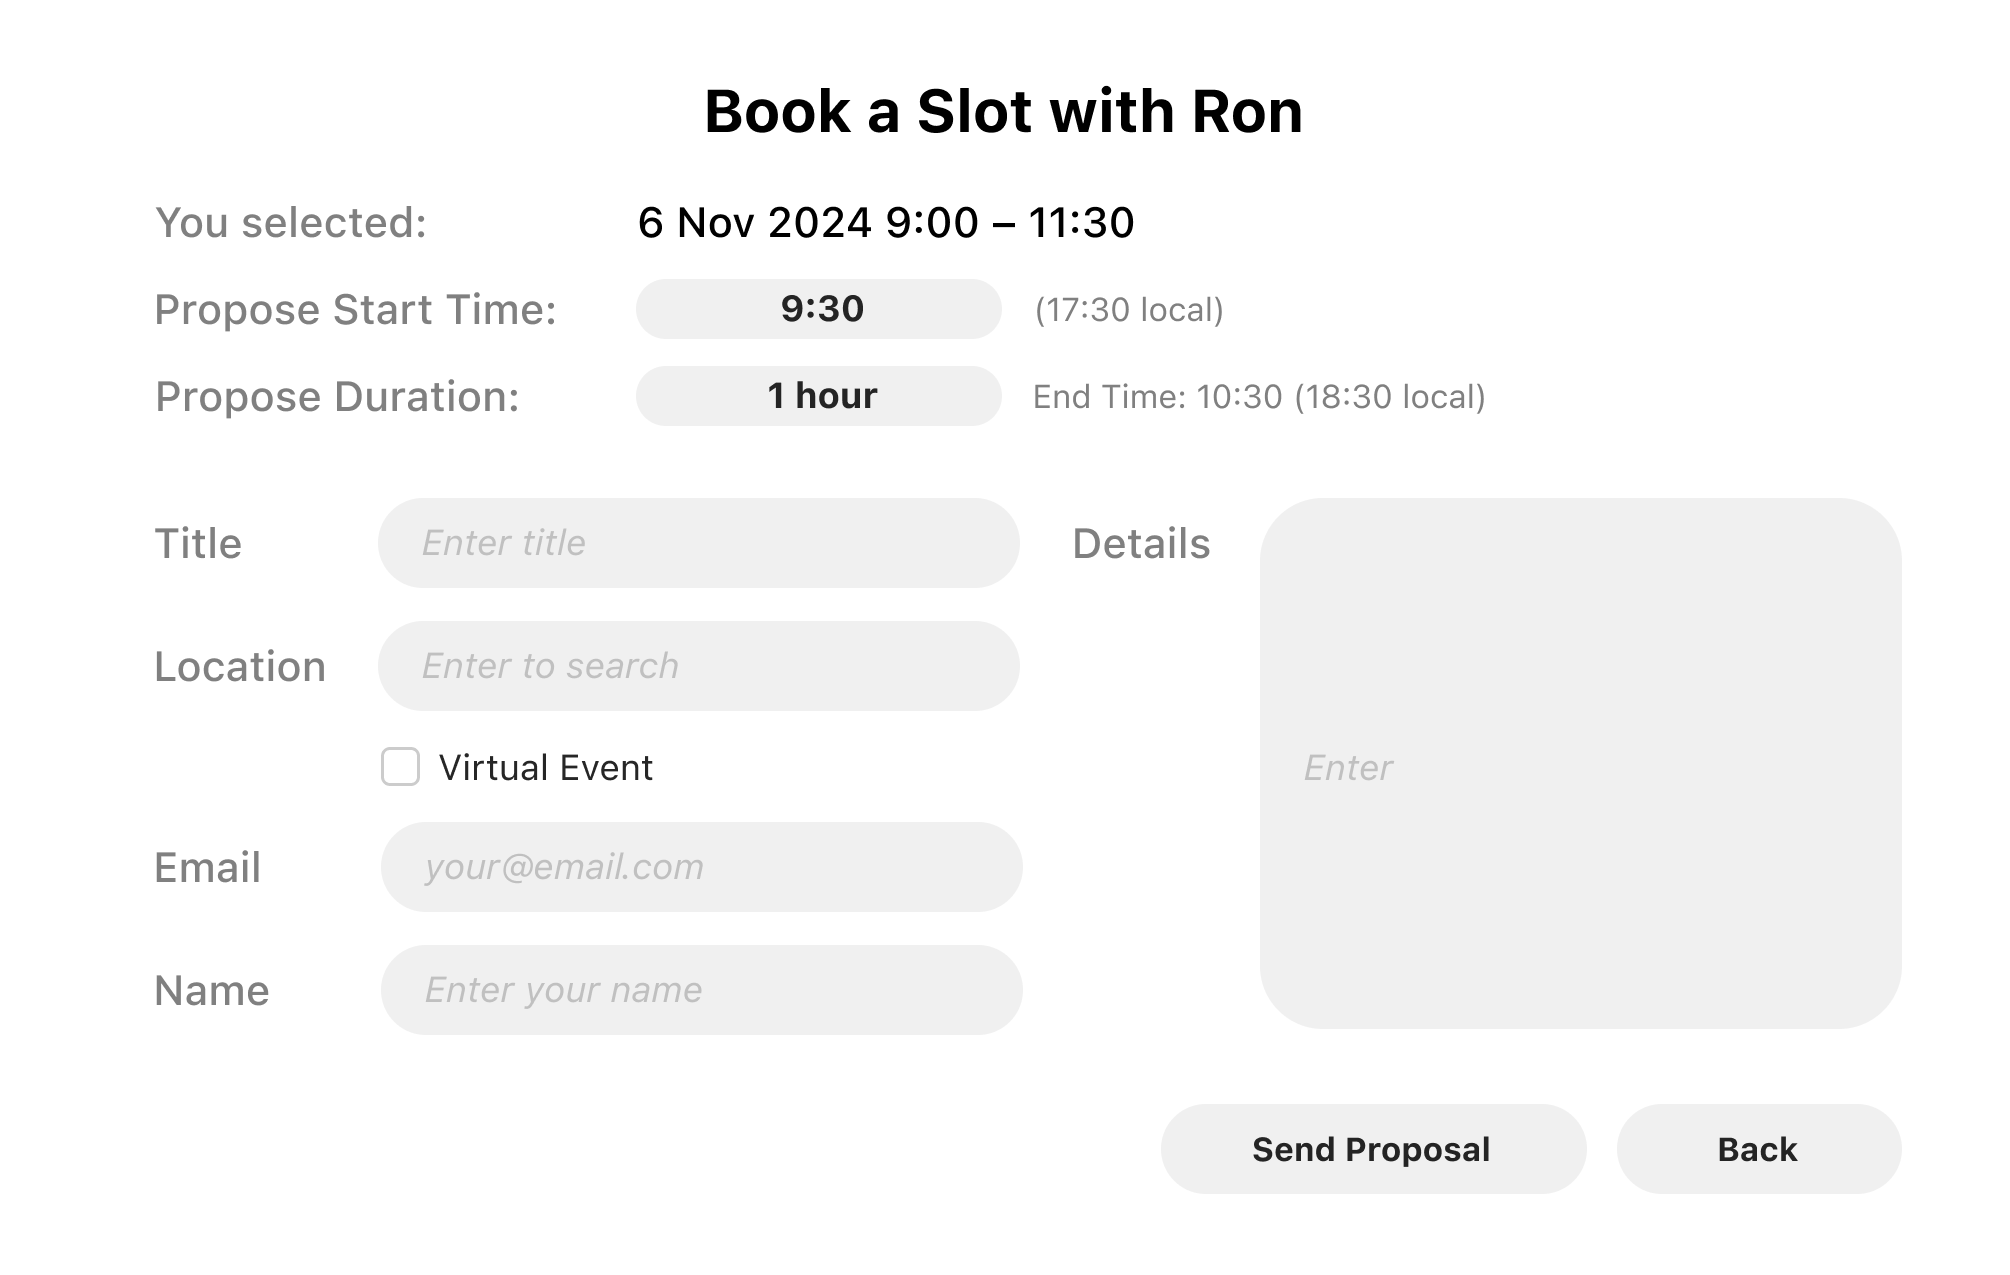 Book a Slot with Ron
You selected: 6 Nov 2024 9:00 – 11:30
Propose Start Time: 9:30 (17:30 local)
Propose Duration: 1 hour End Time: 10:30 (18:30 local)
Title Enter title
Location Enter to search
Virtual Event
Email your@email.com
Name Enter your name
Details
Enter
Send Proposal Back